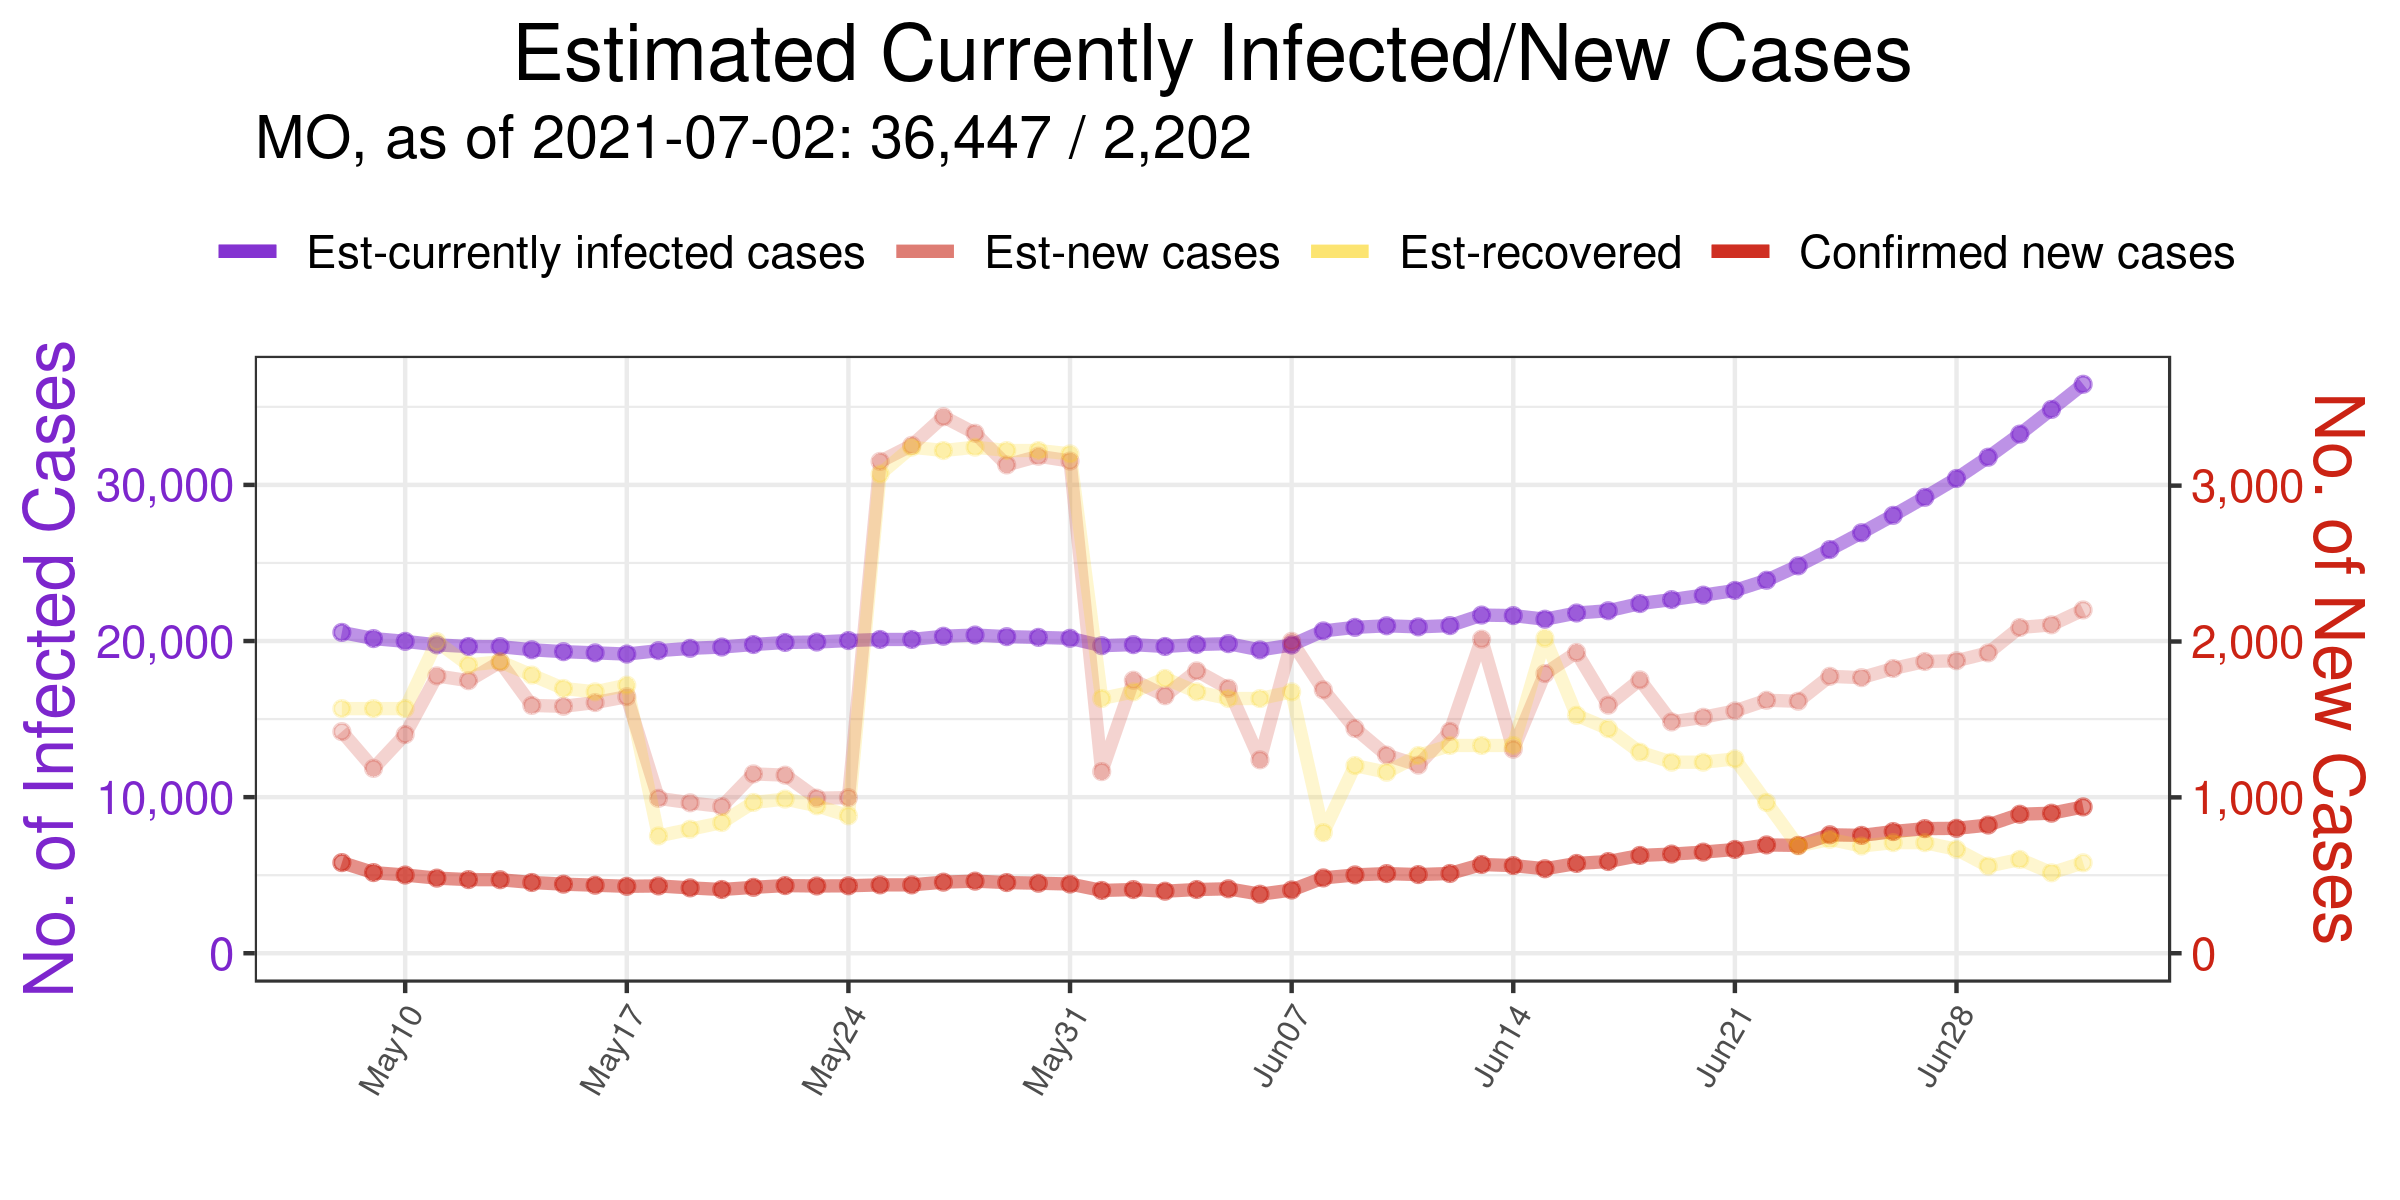 Estimated Currently Infected/New Cases
MO, as of 2021-07-02: 36,447 / 2,202
Est-currently infected cases Est-new cases Est-recovered Confirmed new cases
No. of Infected Cases
30,000
20,000
10,000
0
No. of New Cases
3,000
2,000
1,000
0
May10 May17 May24 May31 Jun07 Jun14 Jun21 Jun28